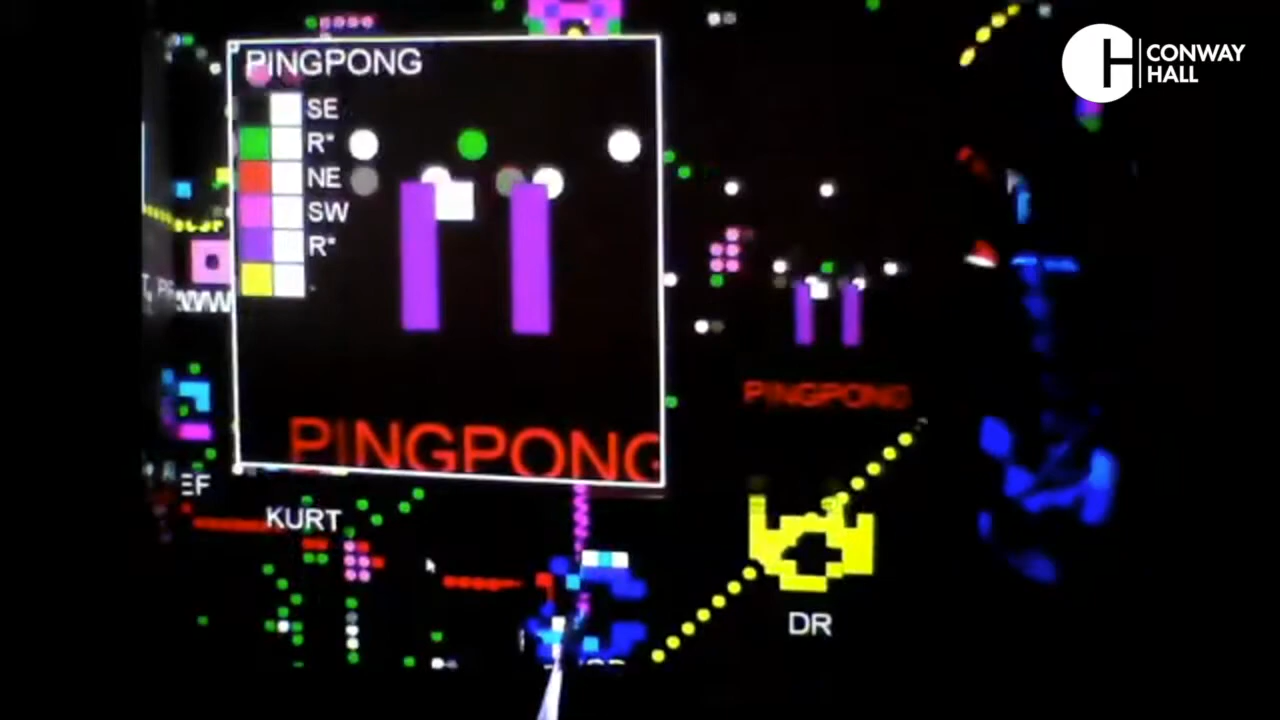 CONWAY
HALL
PINGPONG
SE
R*
NE
SW
R*
PINGPONG
PINGPONG
EF
KURT
DR